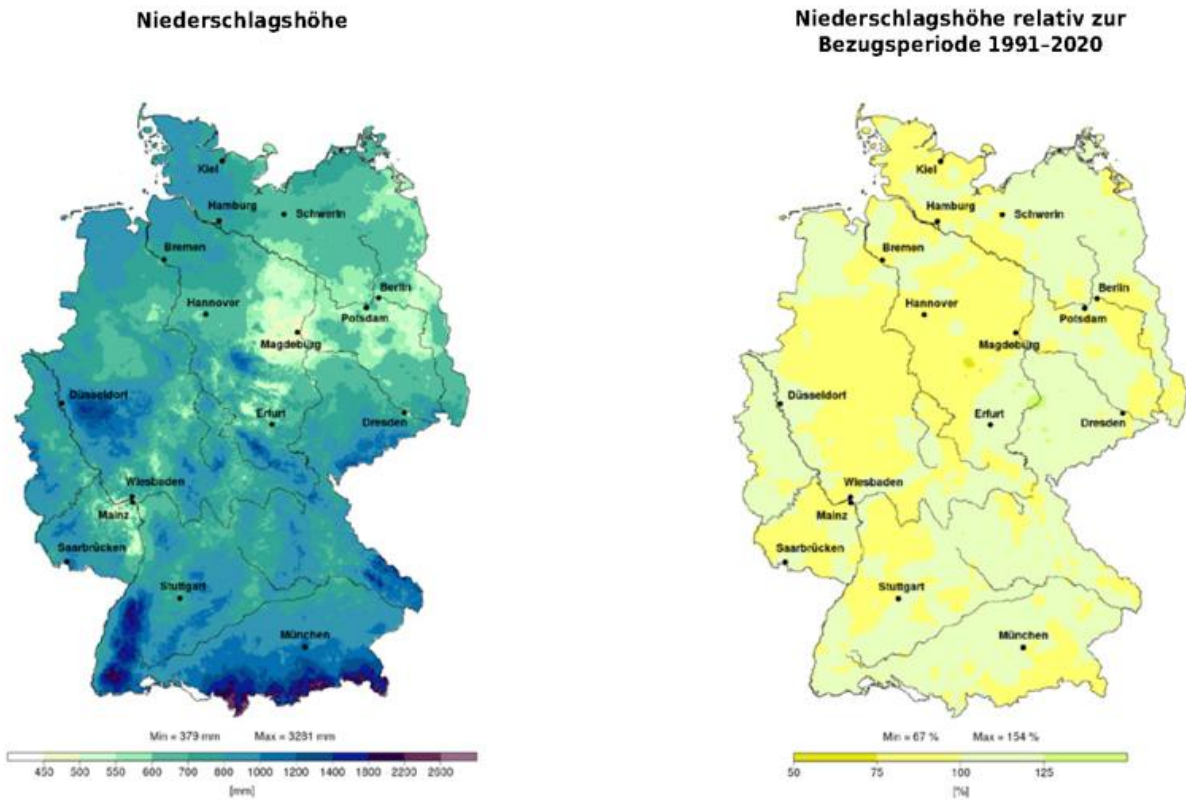 Niederschlagshöhe
Kiel
Hamburg
Schwerin
Bremen
Berlin
Hannover
Potsdam
Magdeburg
Düsseldorf
Erfurt
Dresden
Wiesbaden
Mainz
Saarbrücken
Stuttgart
München
Min = 379 mm Max = 3281 mm
450 500 550 600 700 800 1000 1200 1400 1800 2200 2600
[mm]
Niederschlagshöhe relativ zur
Bezugsperiode 1991–2020
Kiel
Hamburg
Schwerin
Bremen
Berlin
Hannover
Potsdam
Magdeburg
Düsseldorf
Erfurt
Dresden
Wiesbaden
Mainz
Saarbrücken
Stuttgart
München
Min = 67 % Max = 154 %
50 75 100 125
[%]